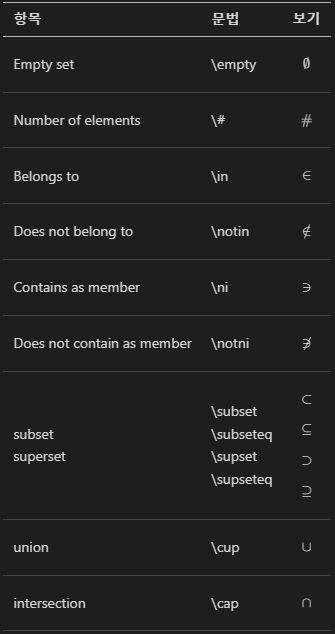 항목 문법 보기
Empty set \empty ∅
Number of elements \# #
Belongs to \in ∈
Does not belong to \notin ∉
Contains as member \ni ∋
Does not contain as member \notni ∌
\subset ⊂
subset \subseteq ⊆
superset \supset ⊃
\supseteq ⊇
union \cup ∪
intersection \cap ∩